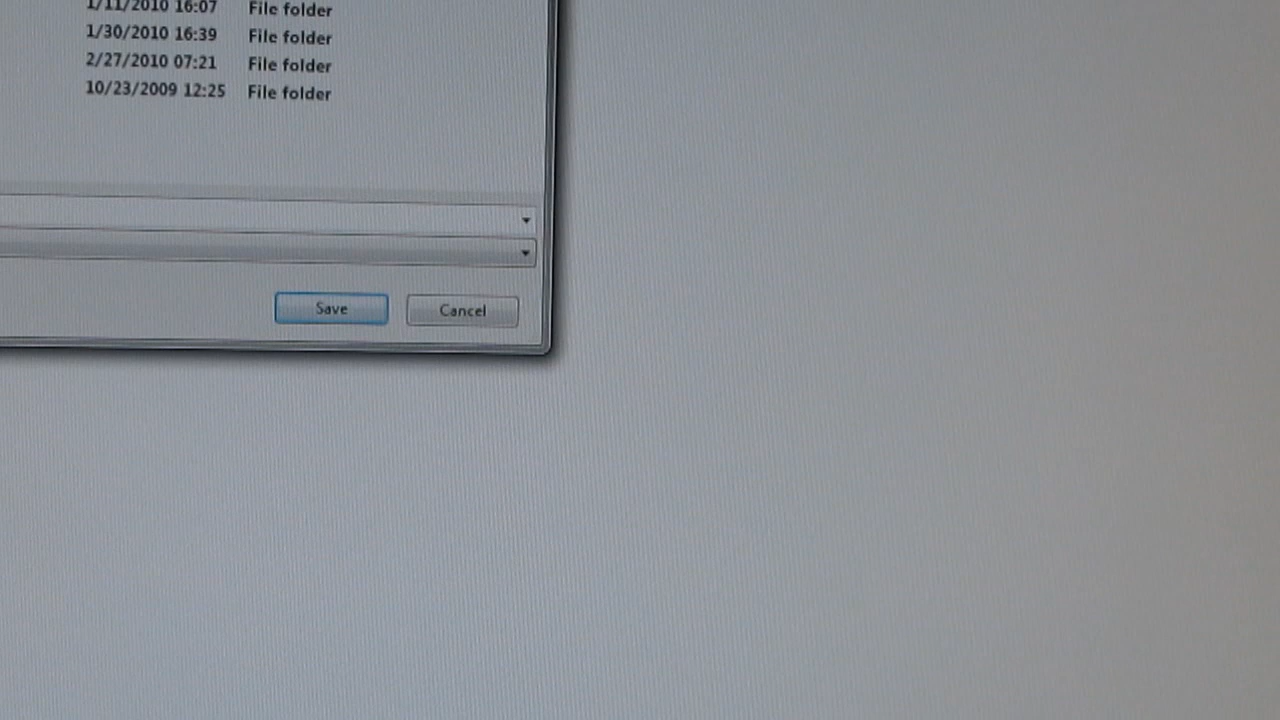 1/11/2010 16:07 File folder
1/30/2010 16:39 File folder
2/27/2010 07:21 File folder
10/23/2009 12:25 File folder
Save Cancel